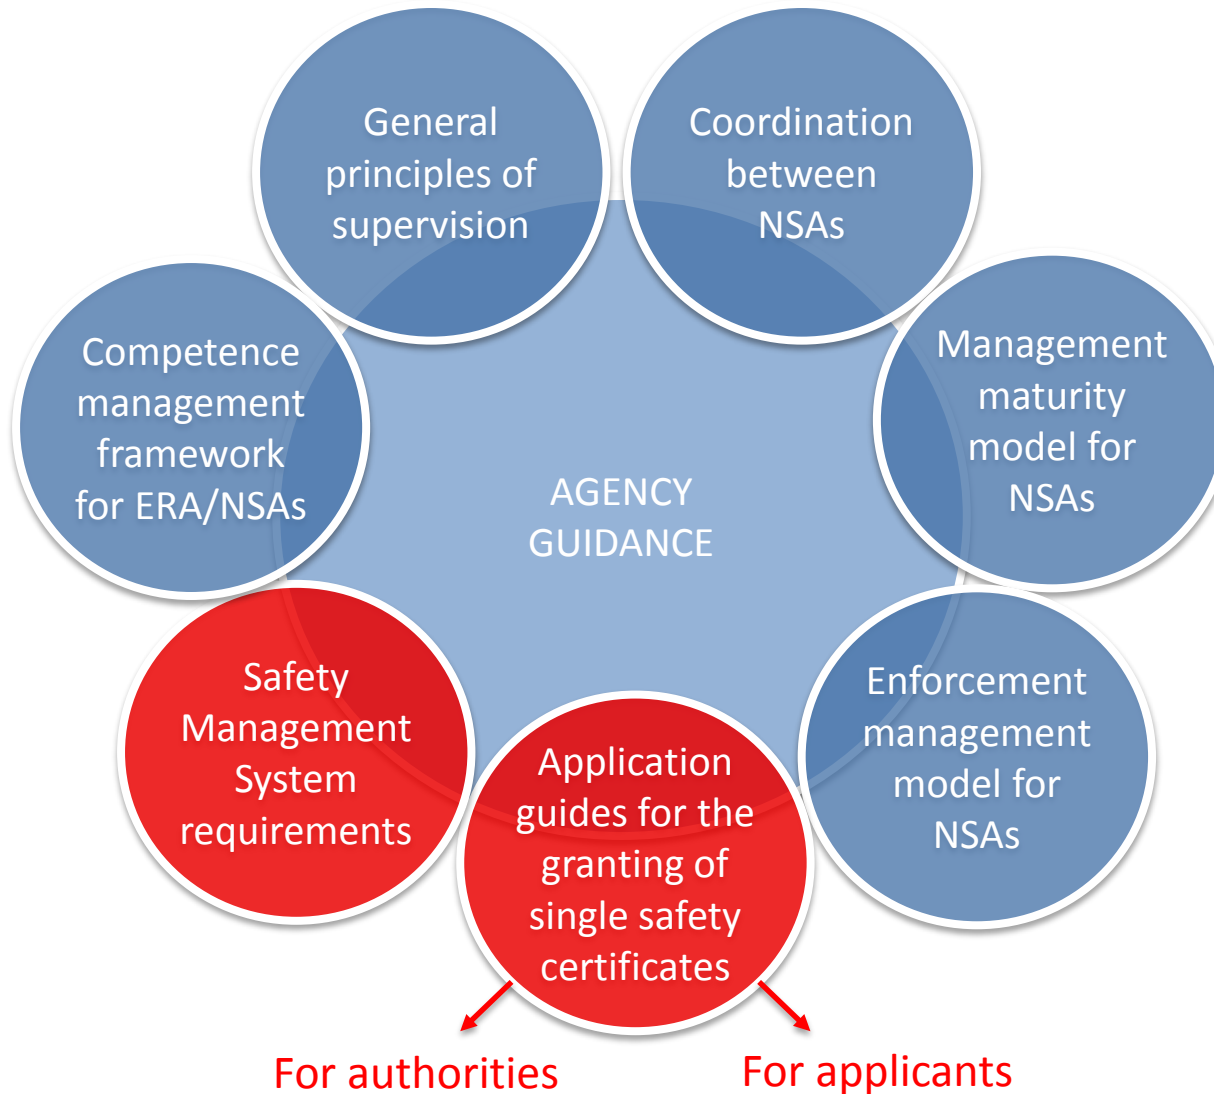 General
principles of
supervision
Coordination
between
NSAs
Competence
management
framework
for ERA/NSAs
Management
maturity
model for
NSAs
AGENCY
GUIDANCE
Safety
Management
System
requirements
Application
guides for the
granting of
single safety
certificates
Enforcement
management
model for
NSAs
For authorities
For applicants